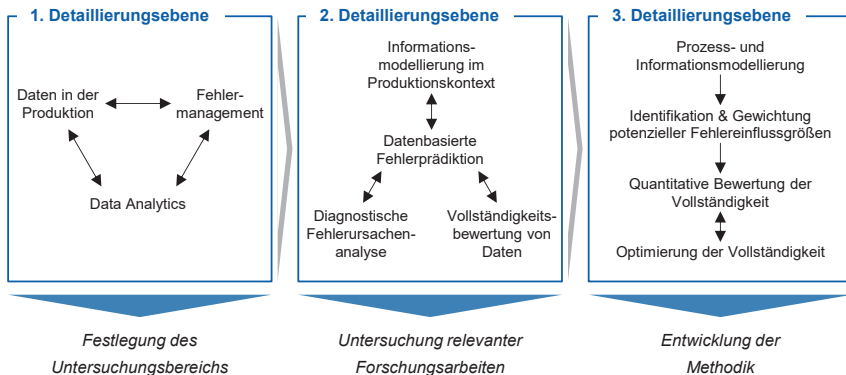 1. Detaillierungsebene
Daten in der
Produktion
Fehler-
management
Data Analytics
Festlegung des
Untersuchungsbereichs
2. Detaillierungsebene
Informations-
modellierung im
Produktionskontext
Datenbasierte
Fehlerprädiktion
Diagnostische
Fehlerursachen-
analyse
Vollständigkeits-
bewertung von
Daten
Untersuchung relevanter
Forschungsarbeiten
3. Detaillierungsebene
Prozess- und
Informationsmodellierung
Identifikation & Gewichtung
potenzieller Fehlereinflussgrößen
Quantitative Bewertung der
Vollständigkeit
Optimierung der Vollständigkeit
Entwicklung der
Methodik